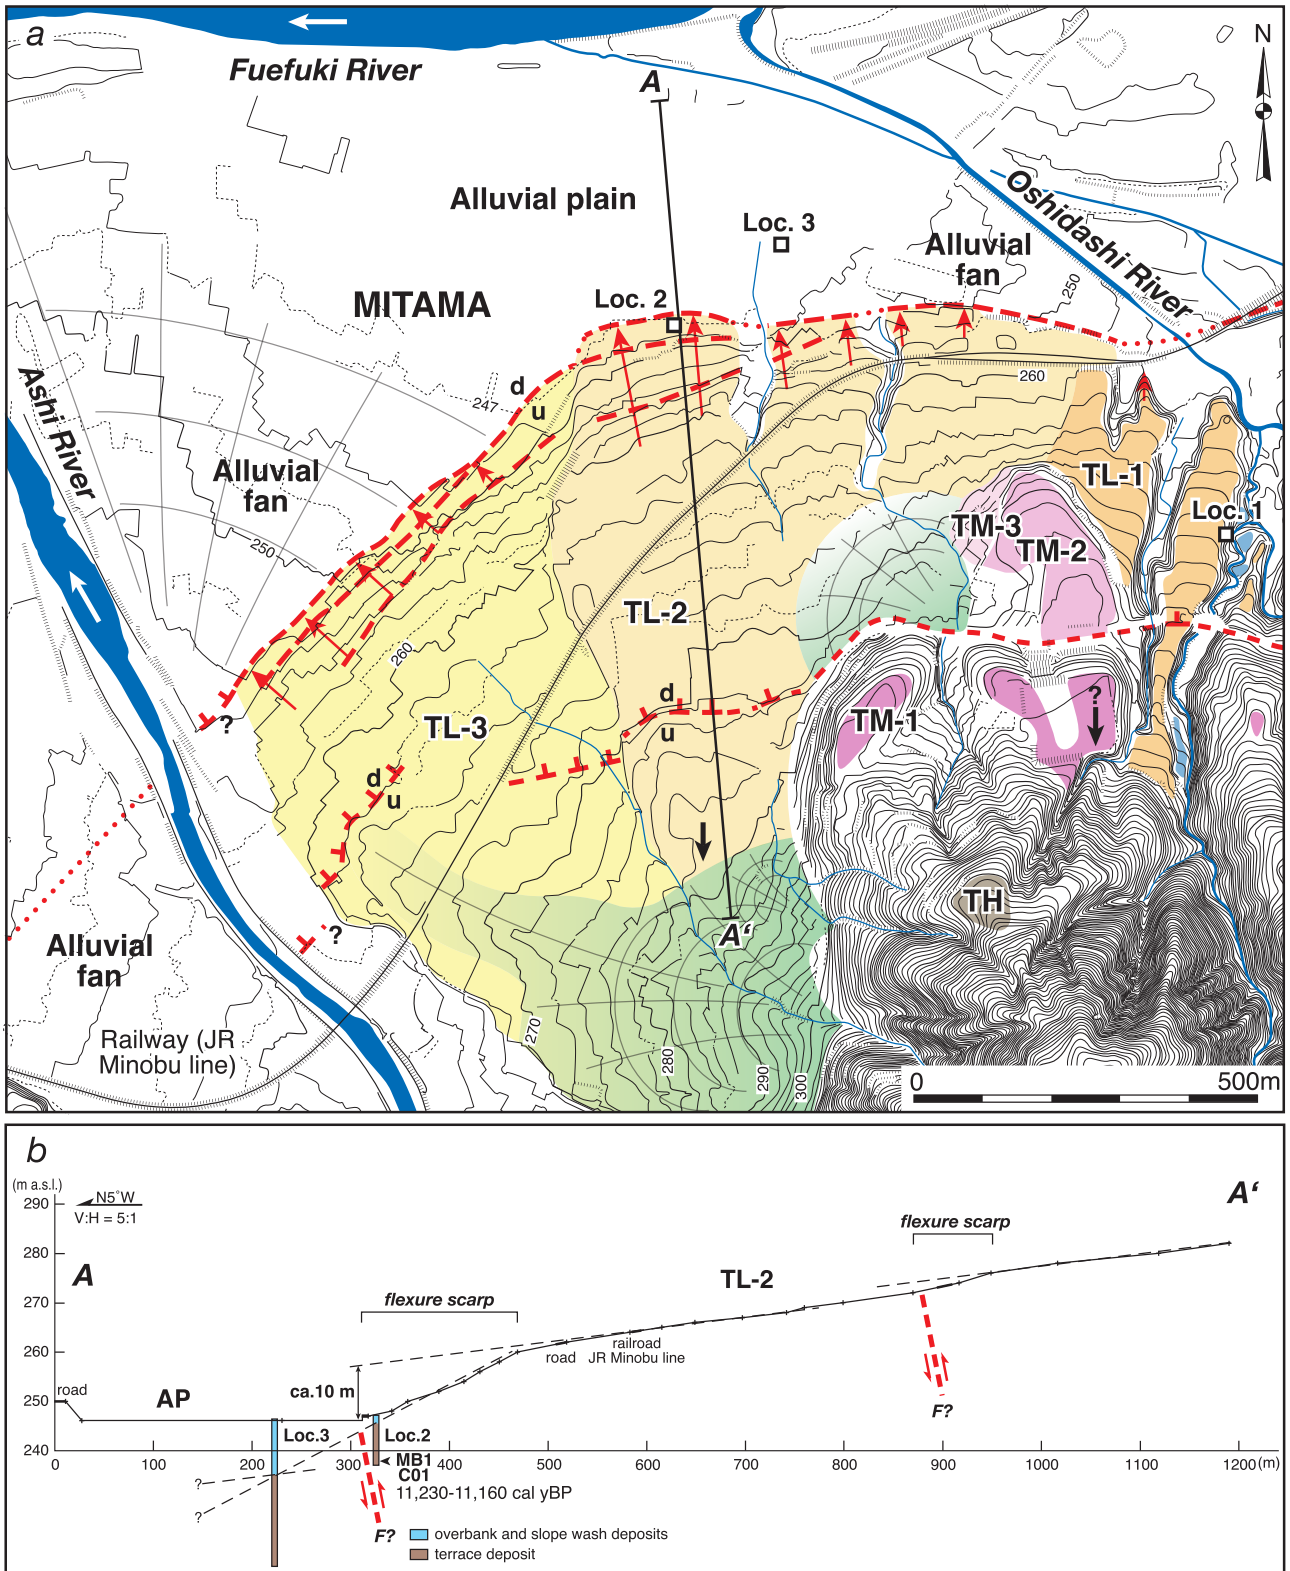 a
N
Fuefuki River
A
Alluvial plain
Oshidashi River
Loc. 3
Alluvial
fan
250
MITAMA
Loc. 2
Ashi River
d
u
247
260
Alluvial
fan
250
TL-1
Loc. 1
TM-3
TM-2
TL-2
260
d
u
TL-3
TM-1
?
?
d
u
TH
?
A‘
Alluvial
fan
270
280
290
300
Railway (JR
Minobu line)
0
500m
b
(m a.s.l.)
290
280
270
260
250
240
N5°W
V:H = 5:1
A
A‘
flexure scarp
TL-2
flexure scarp
railroad
road
JR Minobu line
road
AP
ca.10 m
Loc.3
Loc.2
0
100
200
300
400
500
600
700
800
900
1000
1100
1200
(m)
MB1
C01
11,230-11,160 cal yBP
?
?
F?
F?
overbank and slope wash deposits
terrace deposit